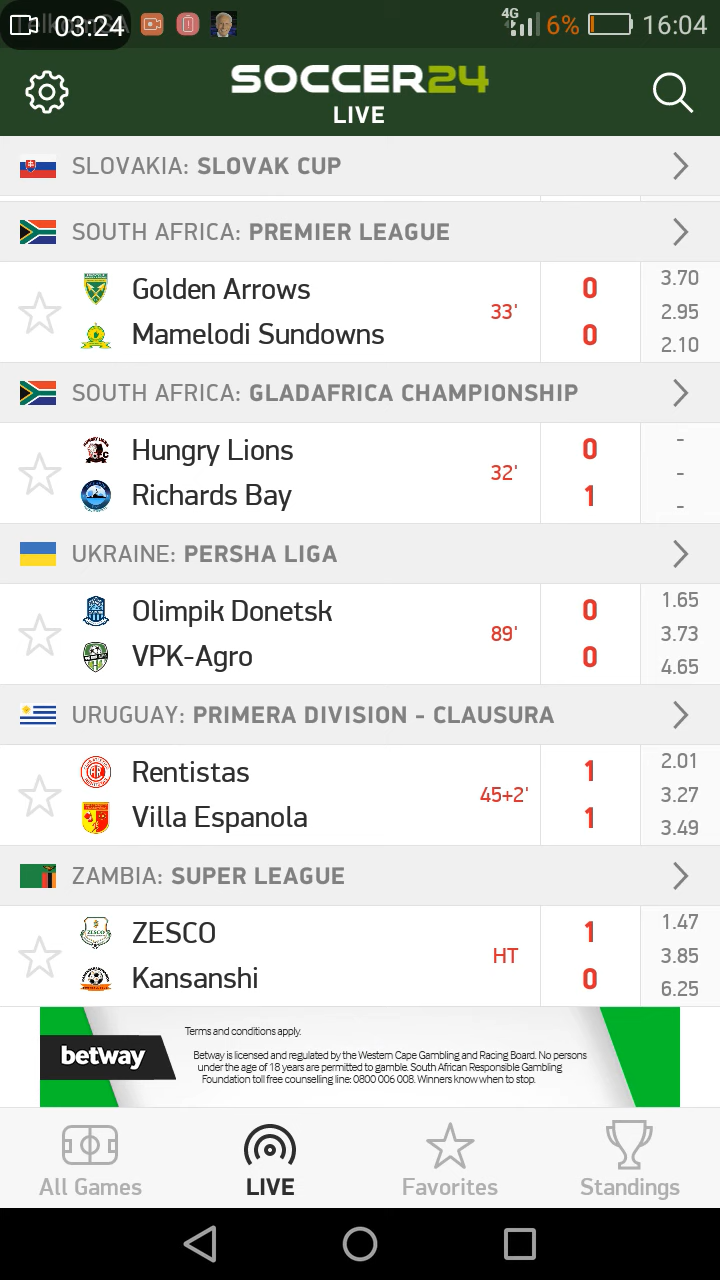 03:24
4G
6%
16:04
SOCCER24
LIVE
SLOVAKIA: SLOVAK CUP
SOUTH AFRICA: PREMIER LEAGUE
Golden Arrows
Mamelodi Sundowns
33'
0
0
3.70
2.95
2.10
SOUTH AFRICA: GLADAFRICA CHAMPIONSHIP
Hungry Lions
Richards Bay
32'
0
1
-
-
-
UKRAINE: PERSHA LIGA
Olimpik Donetsk
VPK-Agro
89'
0
0
1.65
3.73
4.65
URUGUAY: PRIMERA DIVISION - CLAUSURA
Rentistas
Villa Espanola
45+2'
1
1
2.01
3.27
3.49
ZAMBIA: SUPER LEAGUE
ZESCO
Kansanshi
HT
1
0
1.47
3.85
6.25
betway
Terms and conditions apply.
Betway is licensed and regulated by the Western Cape Gambling and Racing Board. No persons
under the age of 18 years are permitted to gamble. South African Responsible Gambling
Foundation toll free counselling line: 0800 006 008. Winners know when to stop.
All Games
LIVE
Favorites
Standings